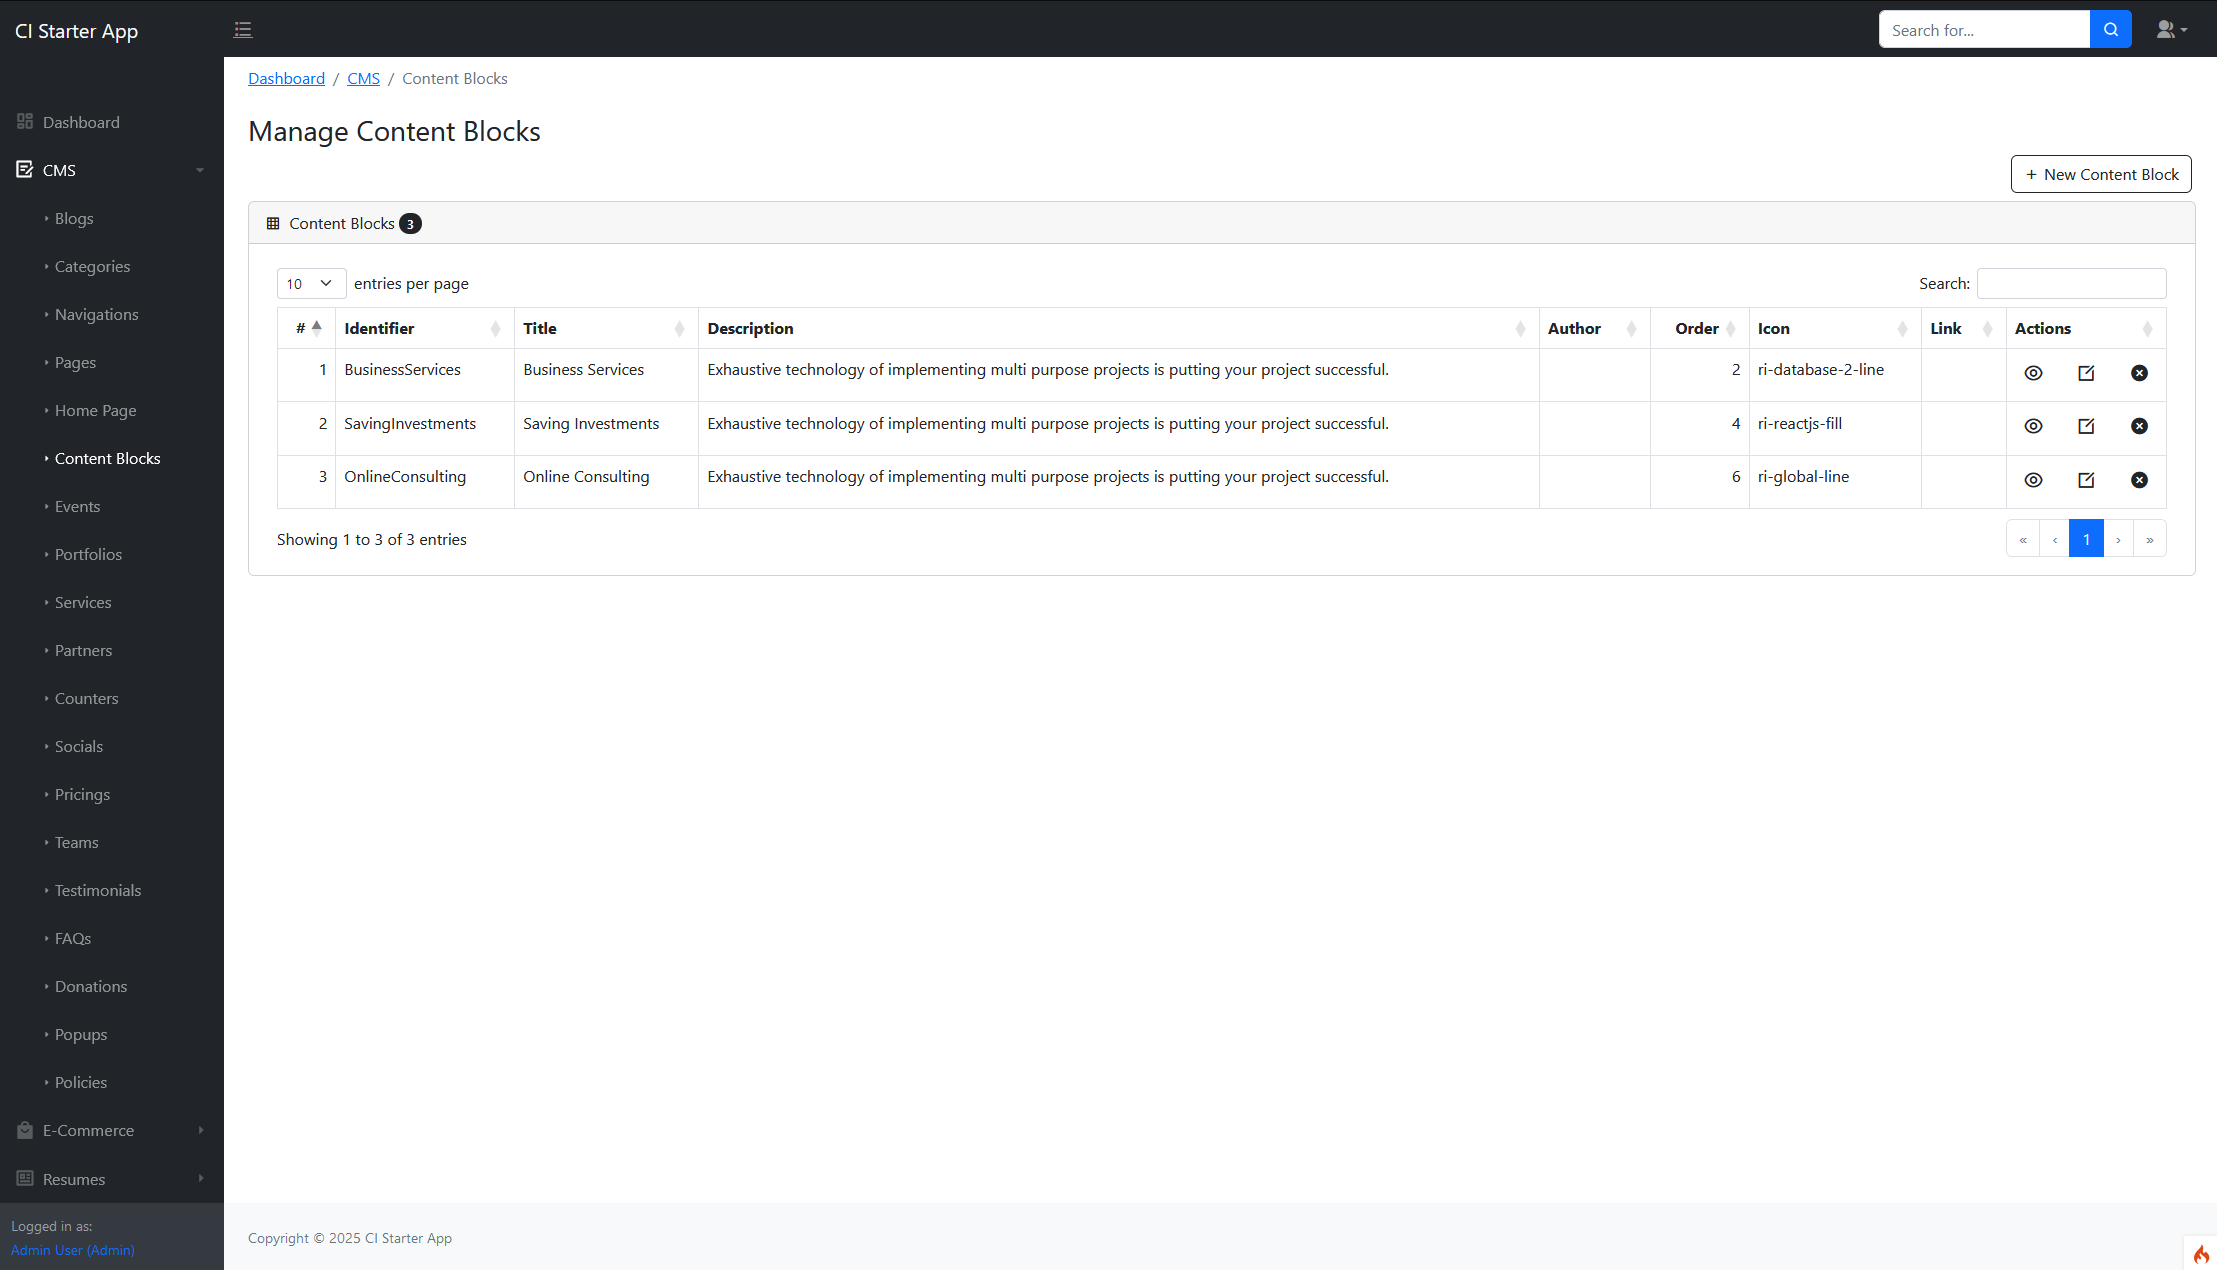 CI Starter App
Search for...
Dashboard
CMS
Blogs
Categories
Navigations
Pages
Home Page
Content Blocks
Events
Portfolios
Services
Partners
Counters
Socials
Pricings
Teams
Testimonials
FAQs
Donations
Popups
Policies
E-Commerce
Resumes
Logged in as:
Admin User (Admin)
Dashboard / CMS / Content Blocks
Manage Content Blocks
+ New Content Block
Content Blocks 3
10 entries per page Search:
# Identifier Title Description Author Order Icon Link Actions
1 BusinessServices Business Services Exhaustive technology of implementing multi purpose projects is putting your project successful. 2 ri-database-2-line
2 SavingInvestments Saving Investments Exhaustive technology of implementing multi purpose projects is putting your project successful. 4 ri-reactjs-fill
3 OnlineConsulting Online Consulting Exhaustive technology of implementing multi purpose projects is putting your project successful. 6 ri-global-line
Showing 1 to 3 of 3 entries « ‹ 1 › »
Copyright © 2025 CI Starter App